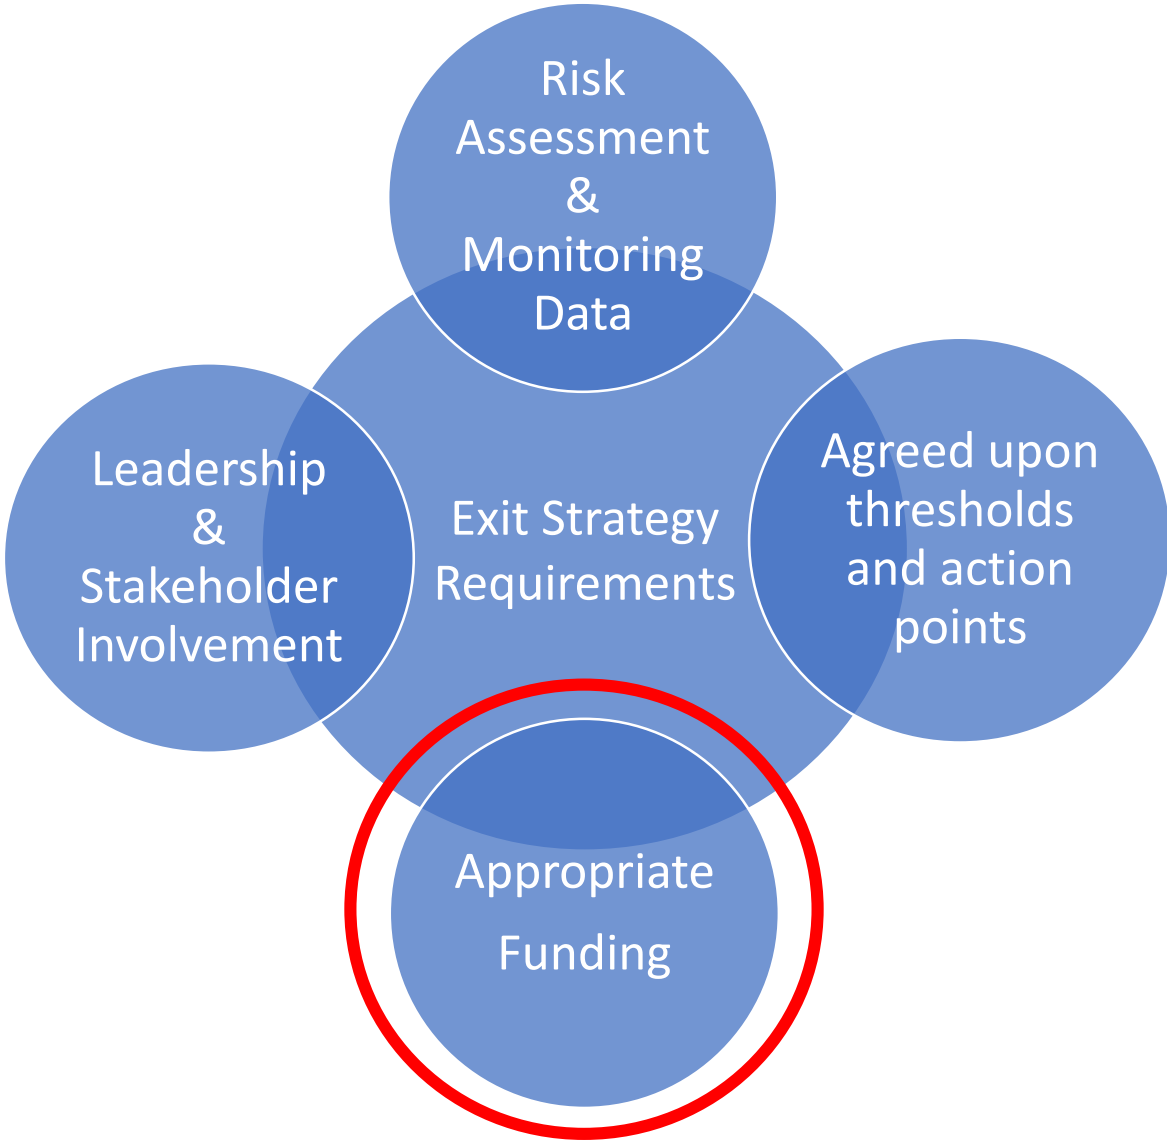 Risk
Assessment
&
Monitoring
Data
Leadership
&
Stakeholder
Involvement
Exit Strategy
Requirements
Agreed upon
thresholds
and action
points
Appropriate
Funding